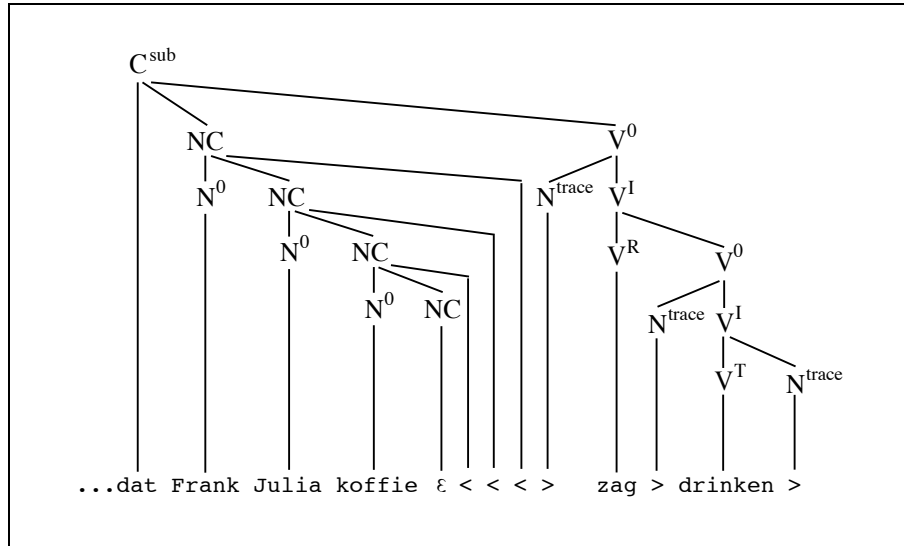 C^sub
NC V^0
N^0 NC N^trace V^I
N^0 NC V^R V^0
N^0 NC N^trace V^I
V^T N^trace
...dat Frank Julia koffie ε < < < > zag > drinken >